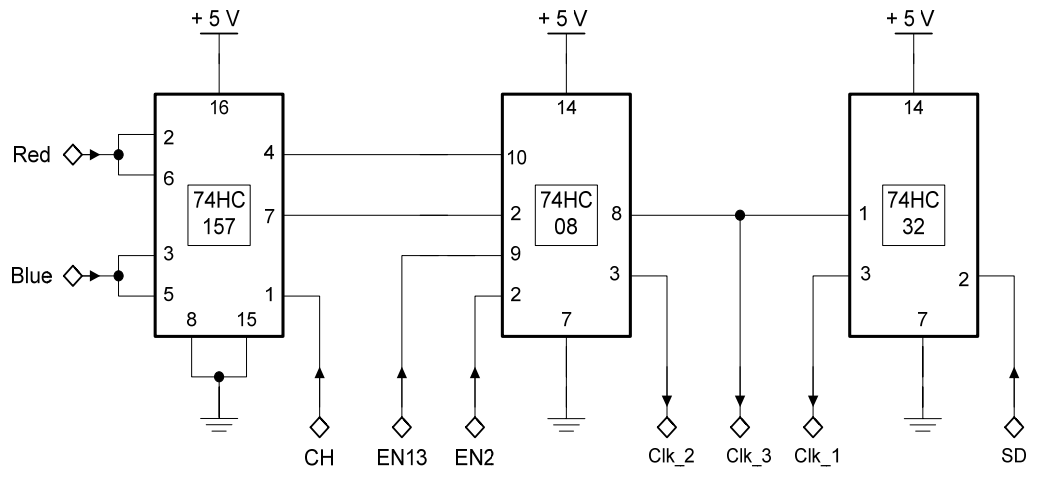 + 5 V + 5 V + 5 V
16 14 14
Red 2 4 10
6
74HC 74HC 74HC
157 08 32
7 2 8 1
3 9
Blue 5 1 2 3 3 2
8 15 7 7
CH EN13 EN2 Clk_2 Clk_3 Clk_1 SD